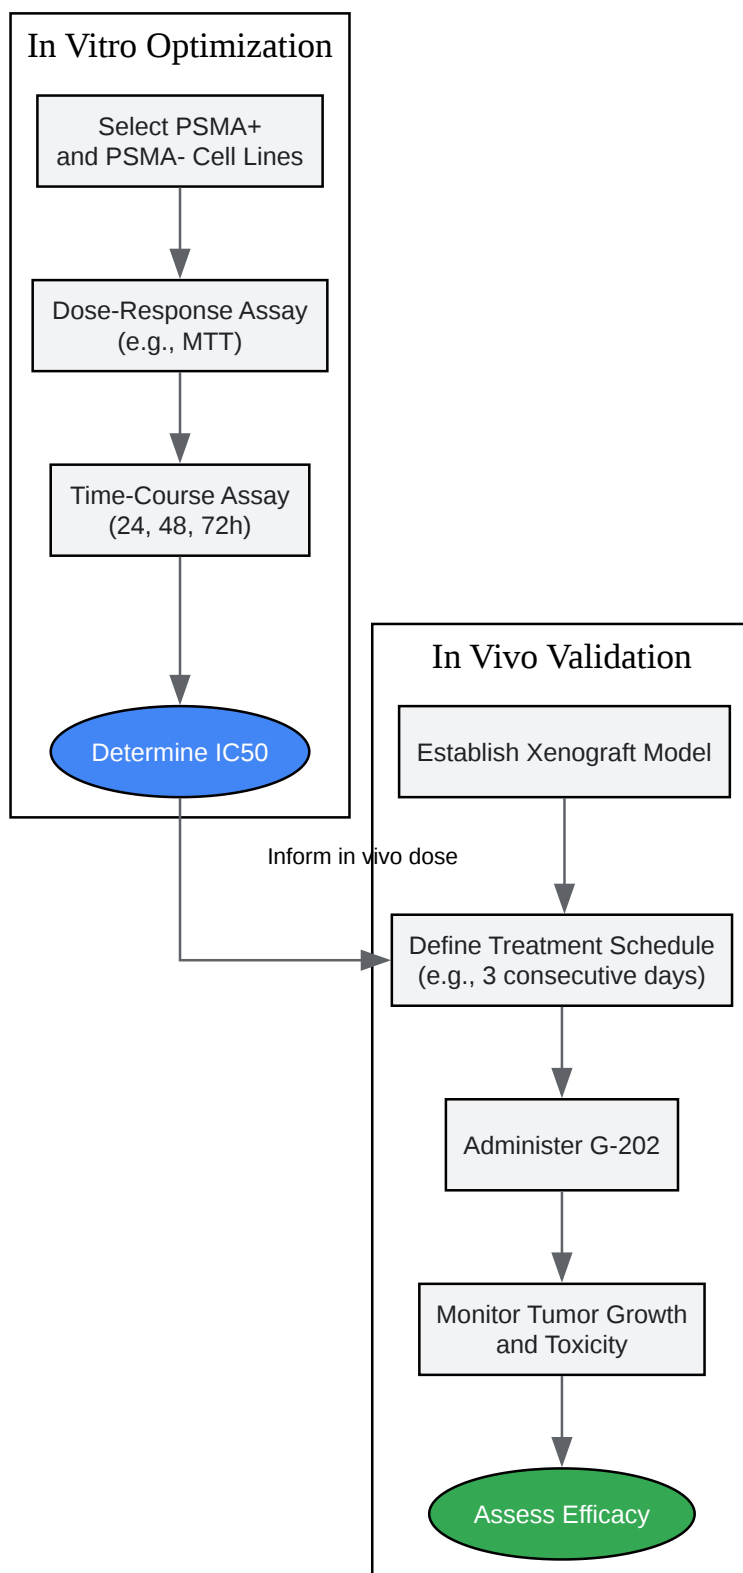 In Vitro Optimization
Select PSMA+
and PSMA- Cell Lines
Dose-Response Assay
(e.g., MTT)
Time-Course Assay
(24, 48, 72h)
Determine IC50
Inform in vivo dose
In Vivo Validation
Establish Xenograft Model
Define Treatment Schedule
(e.g., 3 consecutive days)
Administer G-202
Monitor Tumor Growth
and Toxicity
Assess Efficacy